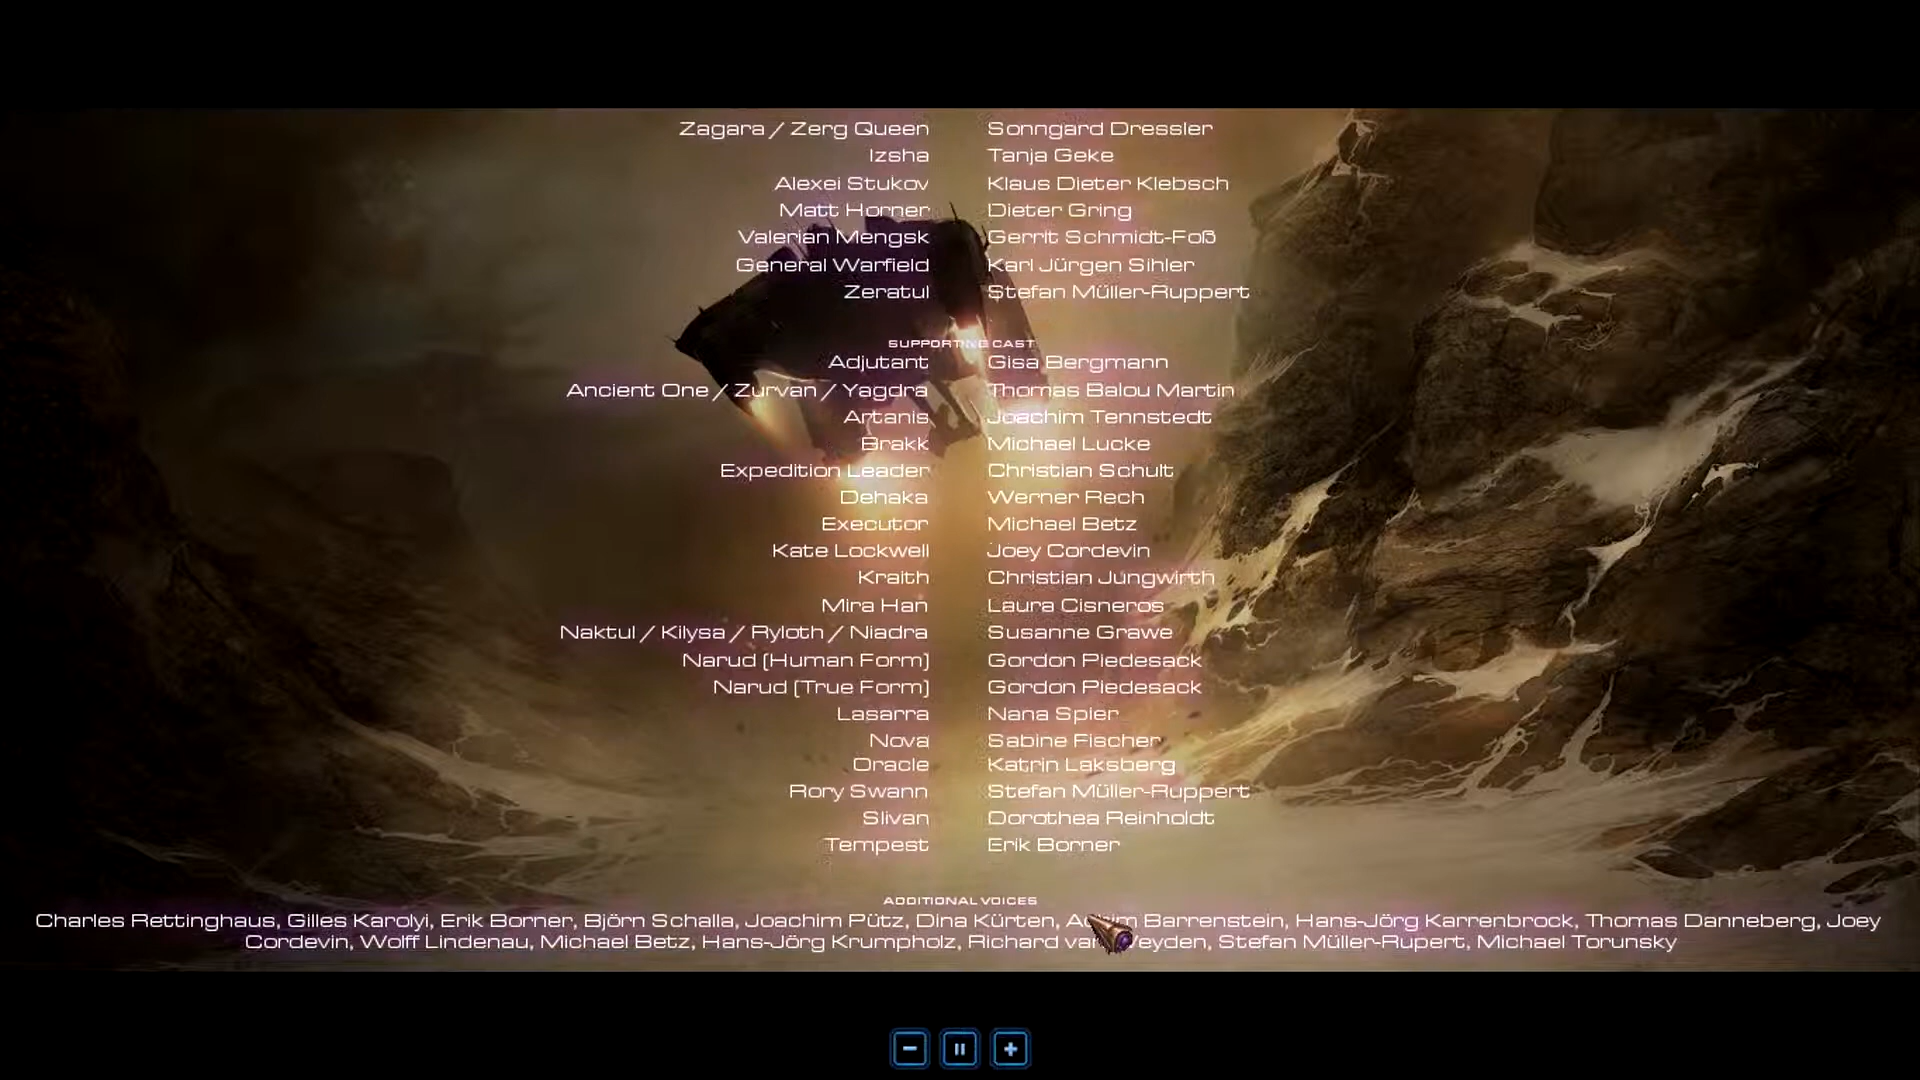 Zagara / Zerg Queen Sonngard Dressler
Izsha Tanja Geke
Alexei Stukov Klaus Dieter Klebsch
Matt Horner Dieter Gring
Valerian Mengsk Gerrit Schmidt-Foß
General Warfield Karl Jürgen Sihler
Zeratul Stefan Müller-Ruppert
SUPPORTING CAST
Adjutant Gisa Bergmann
Ancient One / Zurvan / Yagdra Thomas Balou Martin
Artanis Joachim Tennstedt
Brakk Michael Lucke
Expedition Leader Christian Schult
Dehaka Werner Rech
Executor Michael Betz
Kate Lockwell Joey Cordevin
Kraith Christian Jungwirth
Mira Han Laura Cisneros
Naktul / Kilysa / Ryloth / Niadra Susanne Grawe
Narud (Human Form) Gordon Piedesack
Narud (True Form) Gordon Piedesack
Lasarra Nana Spier
Nova Sabine Fischer
Oracle Katrin Laksberg
Rory Swann Stefan Müller-Ruppert
Slivan Dorothea Reinholdt
Tempest Erik Borner
ADDITIONAL VOICES
Charles Rettinghaus, Gilles Karolyi, Erik Borner, Björn Schalla, Joachim Pütz, Dina Kürten, Barrenstein, Hans-Jörg Karrenbrock, Thomas Danneberg, Joey
Cordevin, Wolff Lindenau, Michael Betz, Hans-Jörg Krumpholz, Richard van Stefan Müller-Rupert, Michael Torunsky